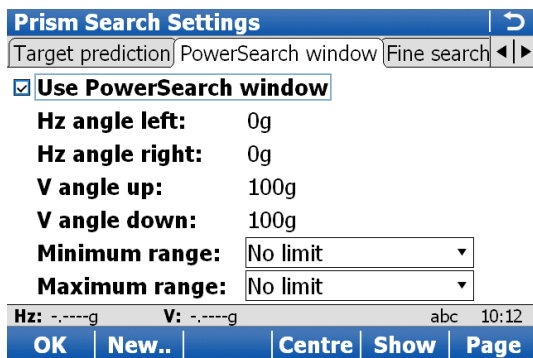 Prism Search Settings
Target prediction PowerSearch window Fine search
Use PowerSearch window
Hz angle left: 0g
Hz angle right: 0g
V angle up: 100g
V angle down: 100g
Minimum range: No limit
Maximum range: No limit
Hz: -.----g V: -.----g abc 10:12
OK New.. Centre Show Page